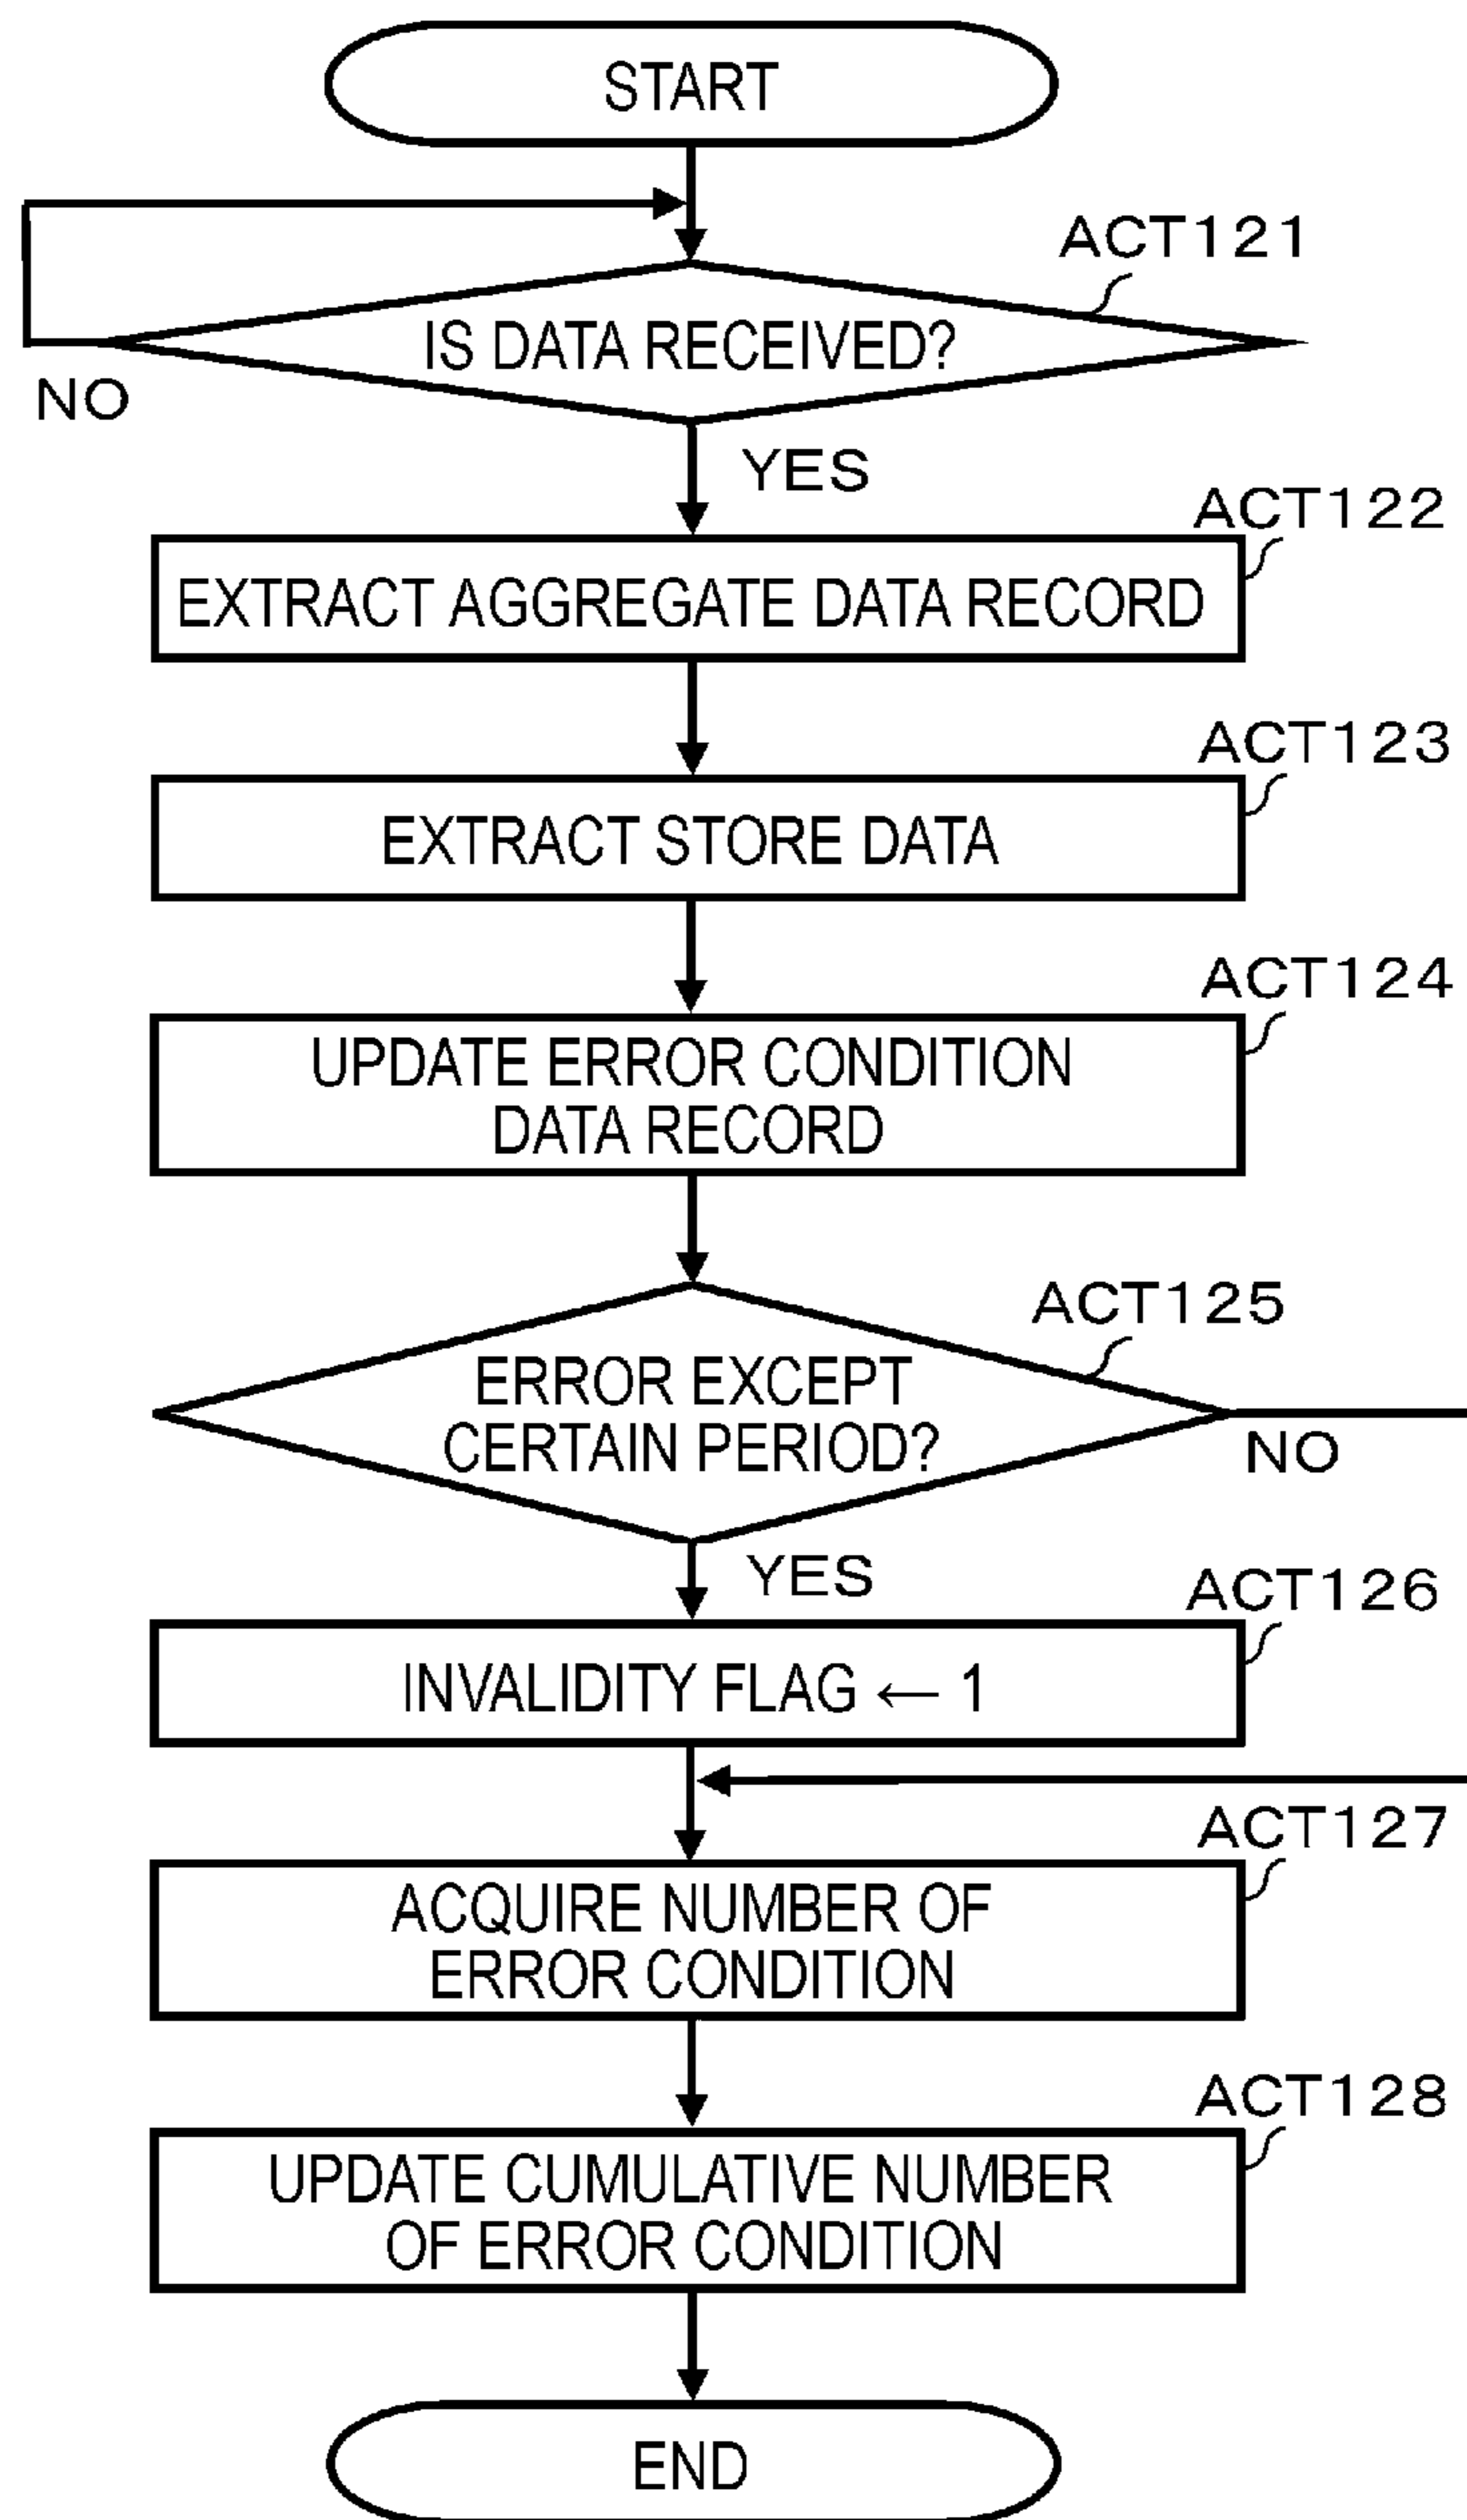 START
ACT121
IS DATA RECEIVED?
NO
YES
ACT122
EXTRACT AGGREGATE DATA RECORD
ACT123
EXTRACT STORE DATA
ACT124
UPDATE ERROR CONDITION
DATA RECORD
ACT125
ERROR EXCEPT
CERTAIN PERIOD?
NO
YES
ACT126
INVALIDITY FLAG ← 1
ACT127
ACQUIRE NUMBER OF
ERROR CONDITION
ACT128
UPDATE CUMULATIVE NUMBER
OF ERROR CONDITION
END